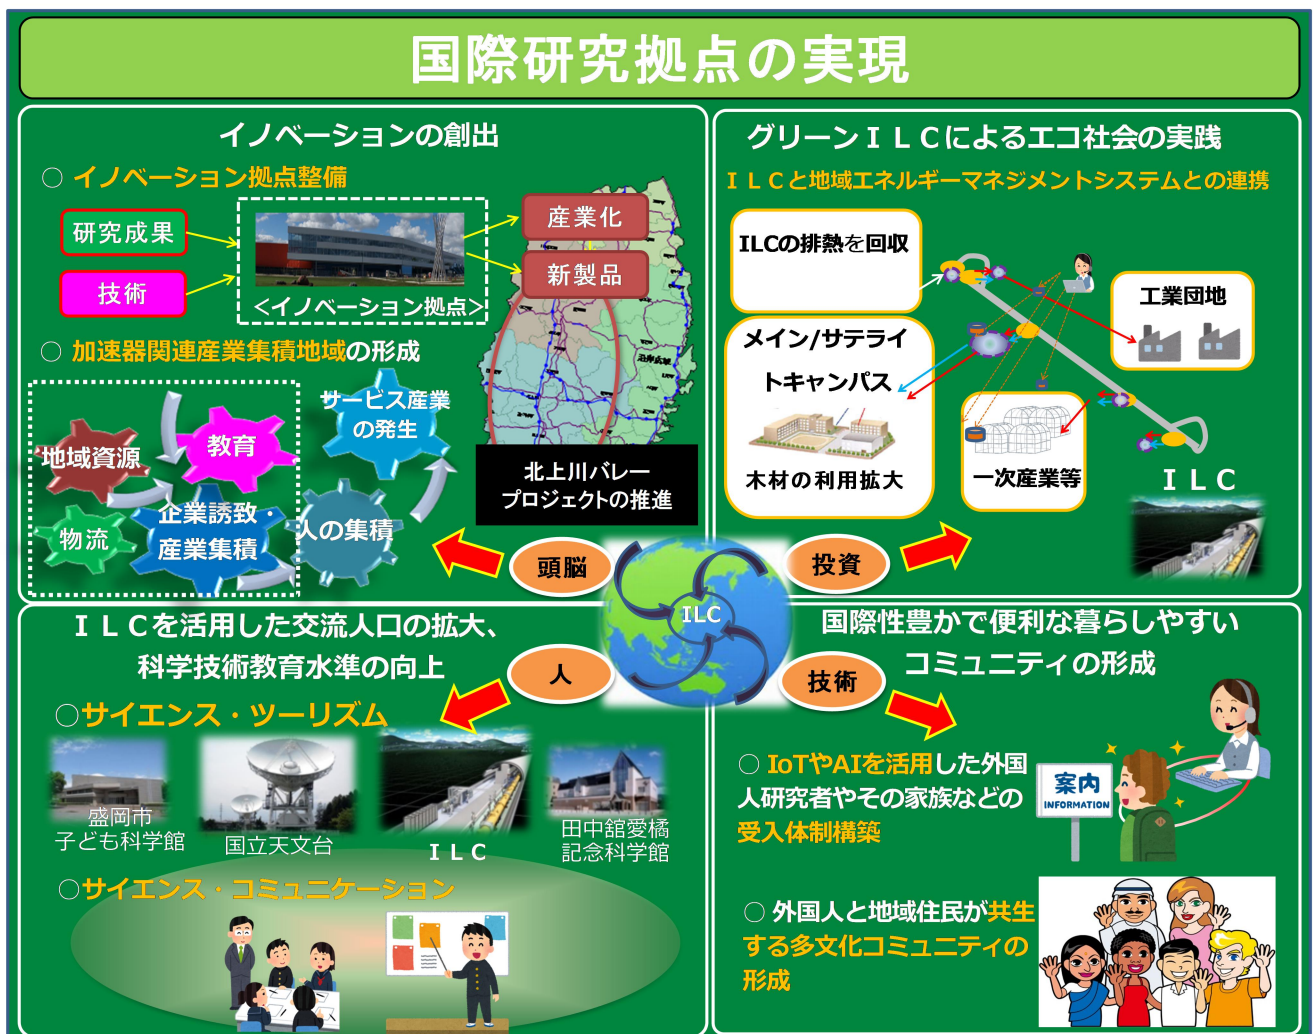 国際研究拠点の実現
イノベーションの創出
○ イノベーション拠点整備
研究成果
技術
<イノベーション拠点>
産業化
新製品
沿岸広域
○ 加速器関連産業集積地域の形成
地域資源
教育
物流
企業誘致・
産業集積
人の集積
サービス産業
の発生
北上川バレー
プロジェクトの推進
グリーンＩＬＣによるエコ社会の実践
ＩＬＣと地域エネルギーマネジメントシステムとの連携
ILCの排熱を回収
メイン/サテライ
トキャンパス
木材の利用拡大
工業団地
一次産業等
ＩＬＣ
頭脳
投資
ILC
人
技術
ＩＬＣを活用した交流人口の拡大、
科学技術教育水準の向上
○サイエンス・ツーリズム
盛岡市
子ども科学館
国立天文台
ＩＬＣ
田中舘愛橘
記念科学館
○サイエンス・コミュニケーション
国際性豊かで便利な暮らしやすい
コミュニティの形成
○ IoTやAIを活用した外国
人研究者やその家族などの
受入体制構築
案内
INFORMATION
○ 外国人と地域住民が共生
する多文化コミュニティの
形成